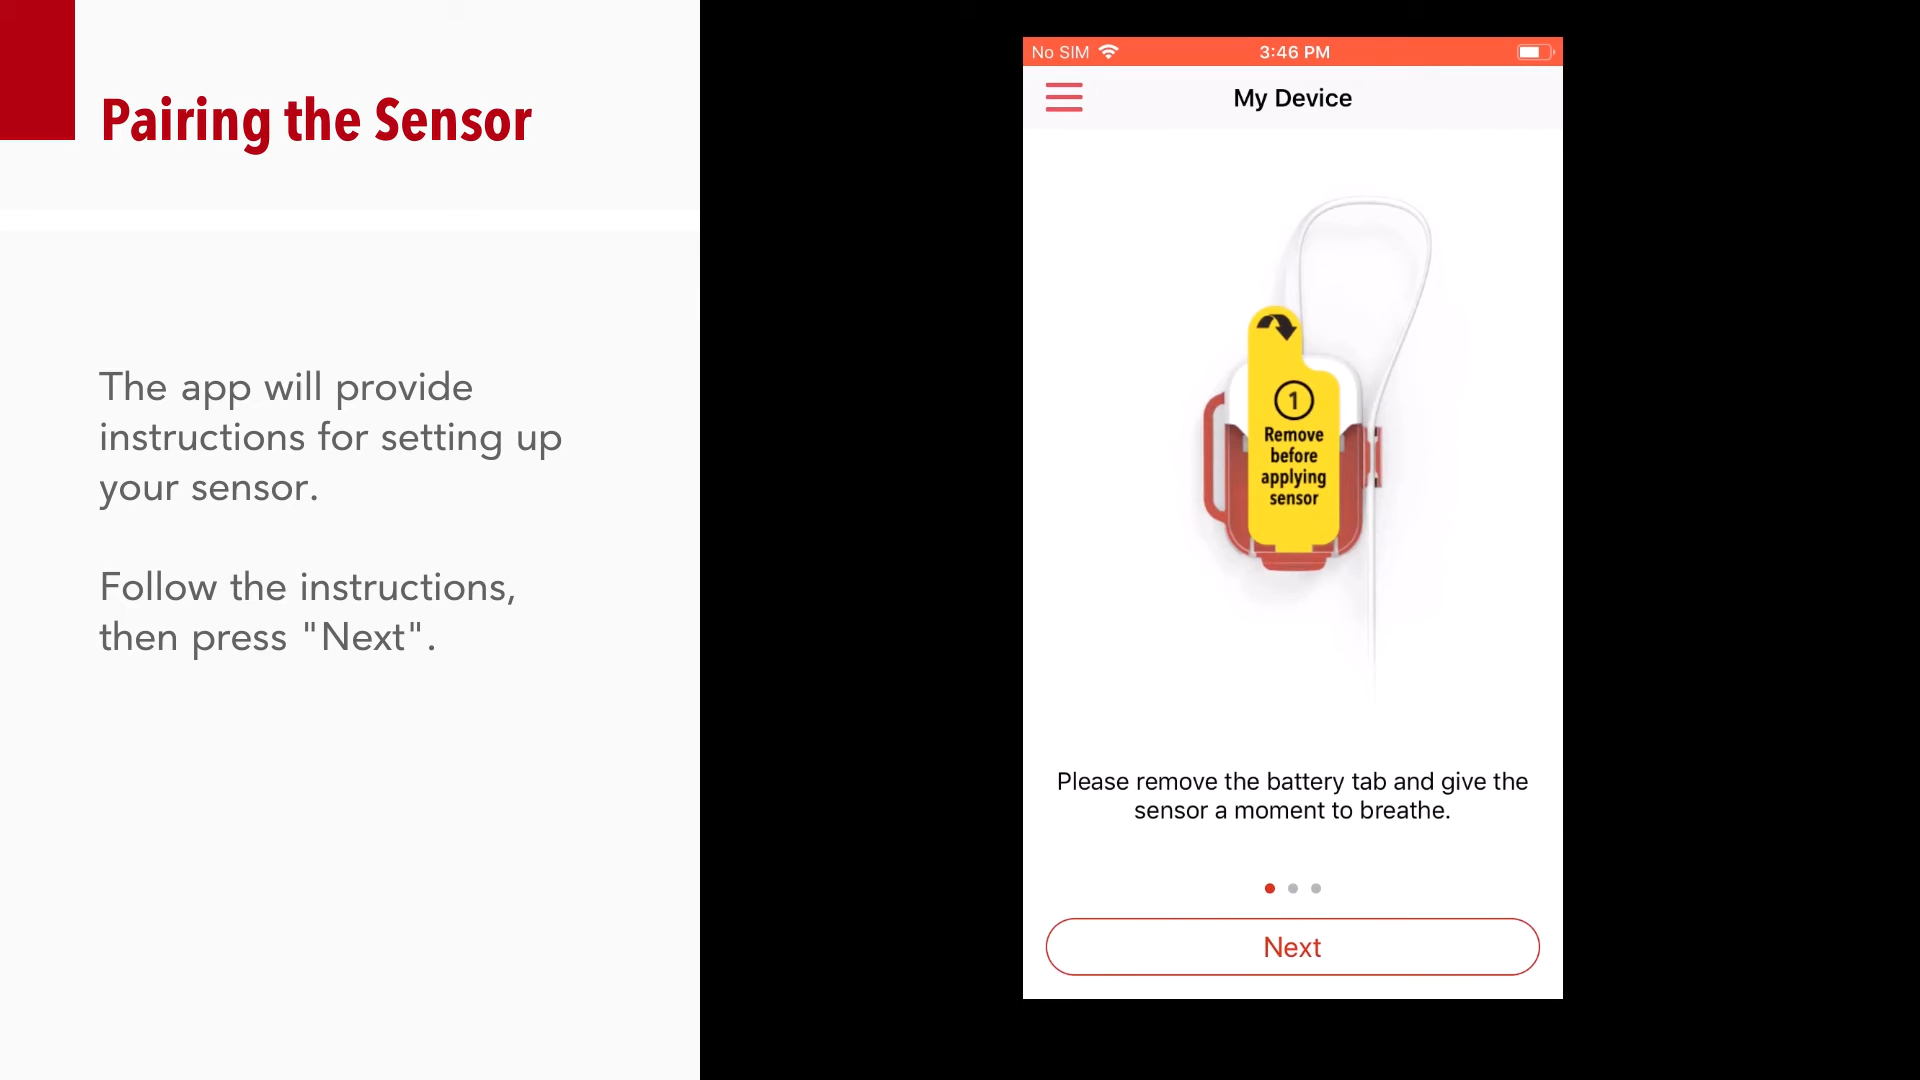 Pairing the Sensor
The app will provide
instructions for setting up
your sensor.
Follow the instructions,
then press "Next".
No SIM 3:46 PM
My Device
1
Remove
before
applying
sensor
Please remove the battery tab and give the
sensor a moment to breathe.
Next